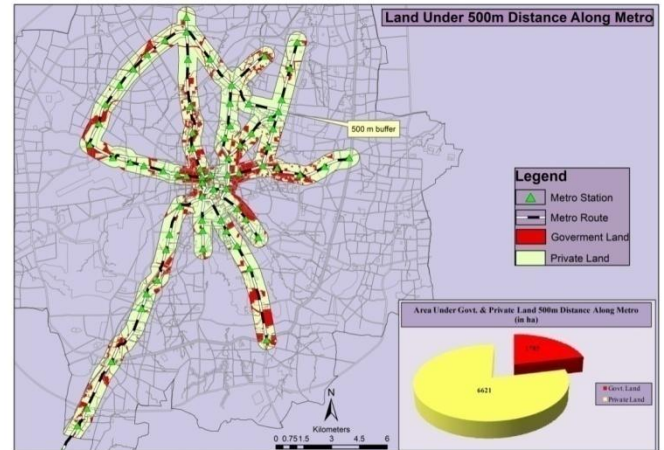 Land Under 500m Distance Along Metro
500 m buffer
Legend
Metro Station
Metro Route
Goverment Land
Private Land
Area Under Govt. & Private Land 500m Distance Along Metro
(in ha)
6621
Govt. Land
Private Land
N
Kilometers
0 0.75 1.5 3 4.5 6